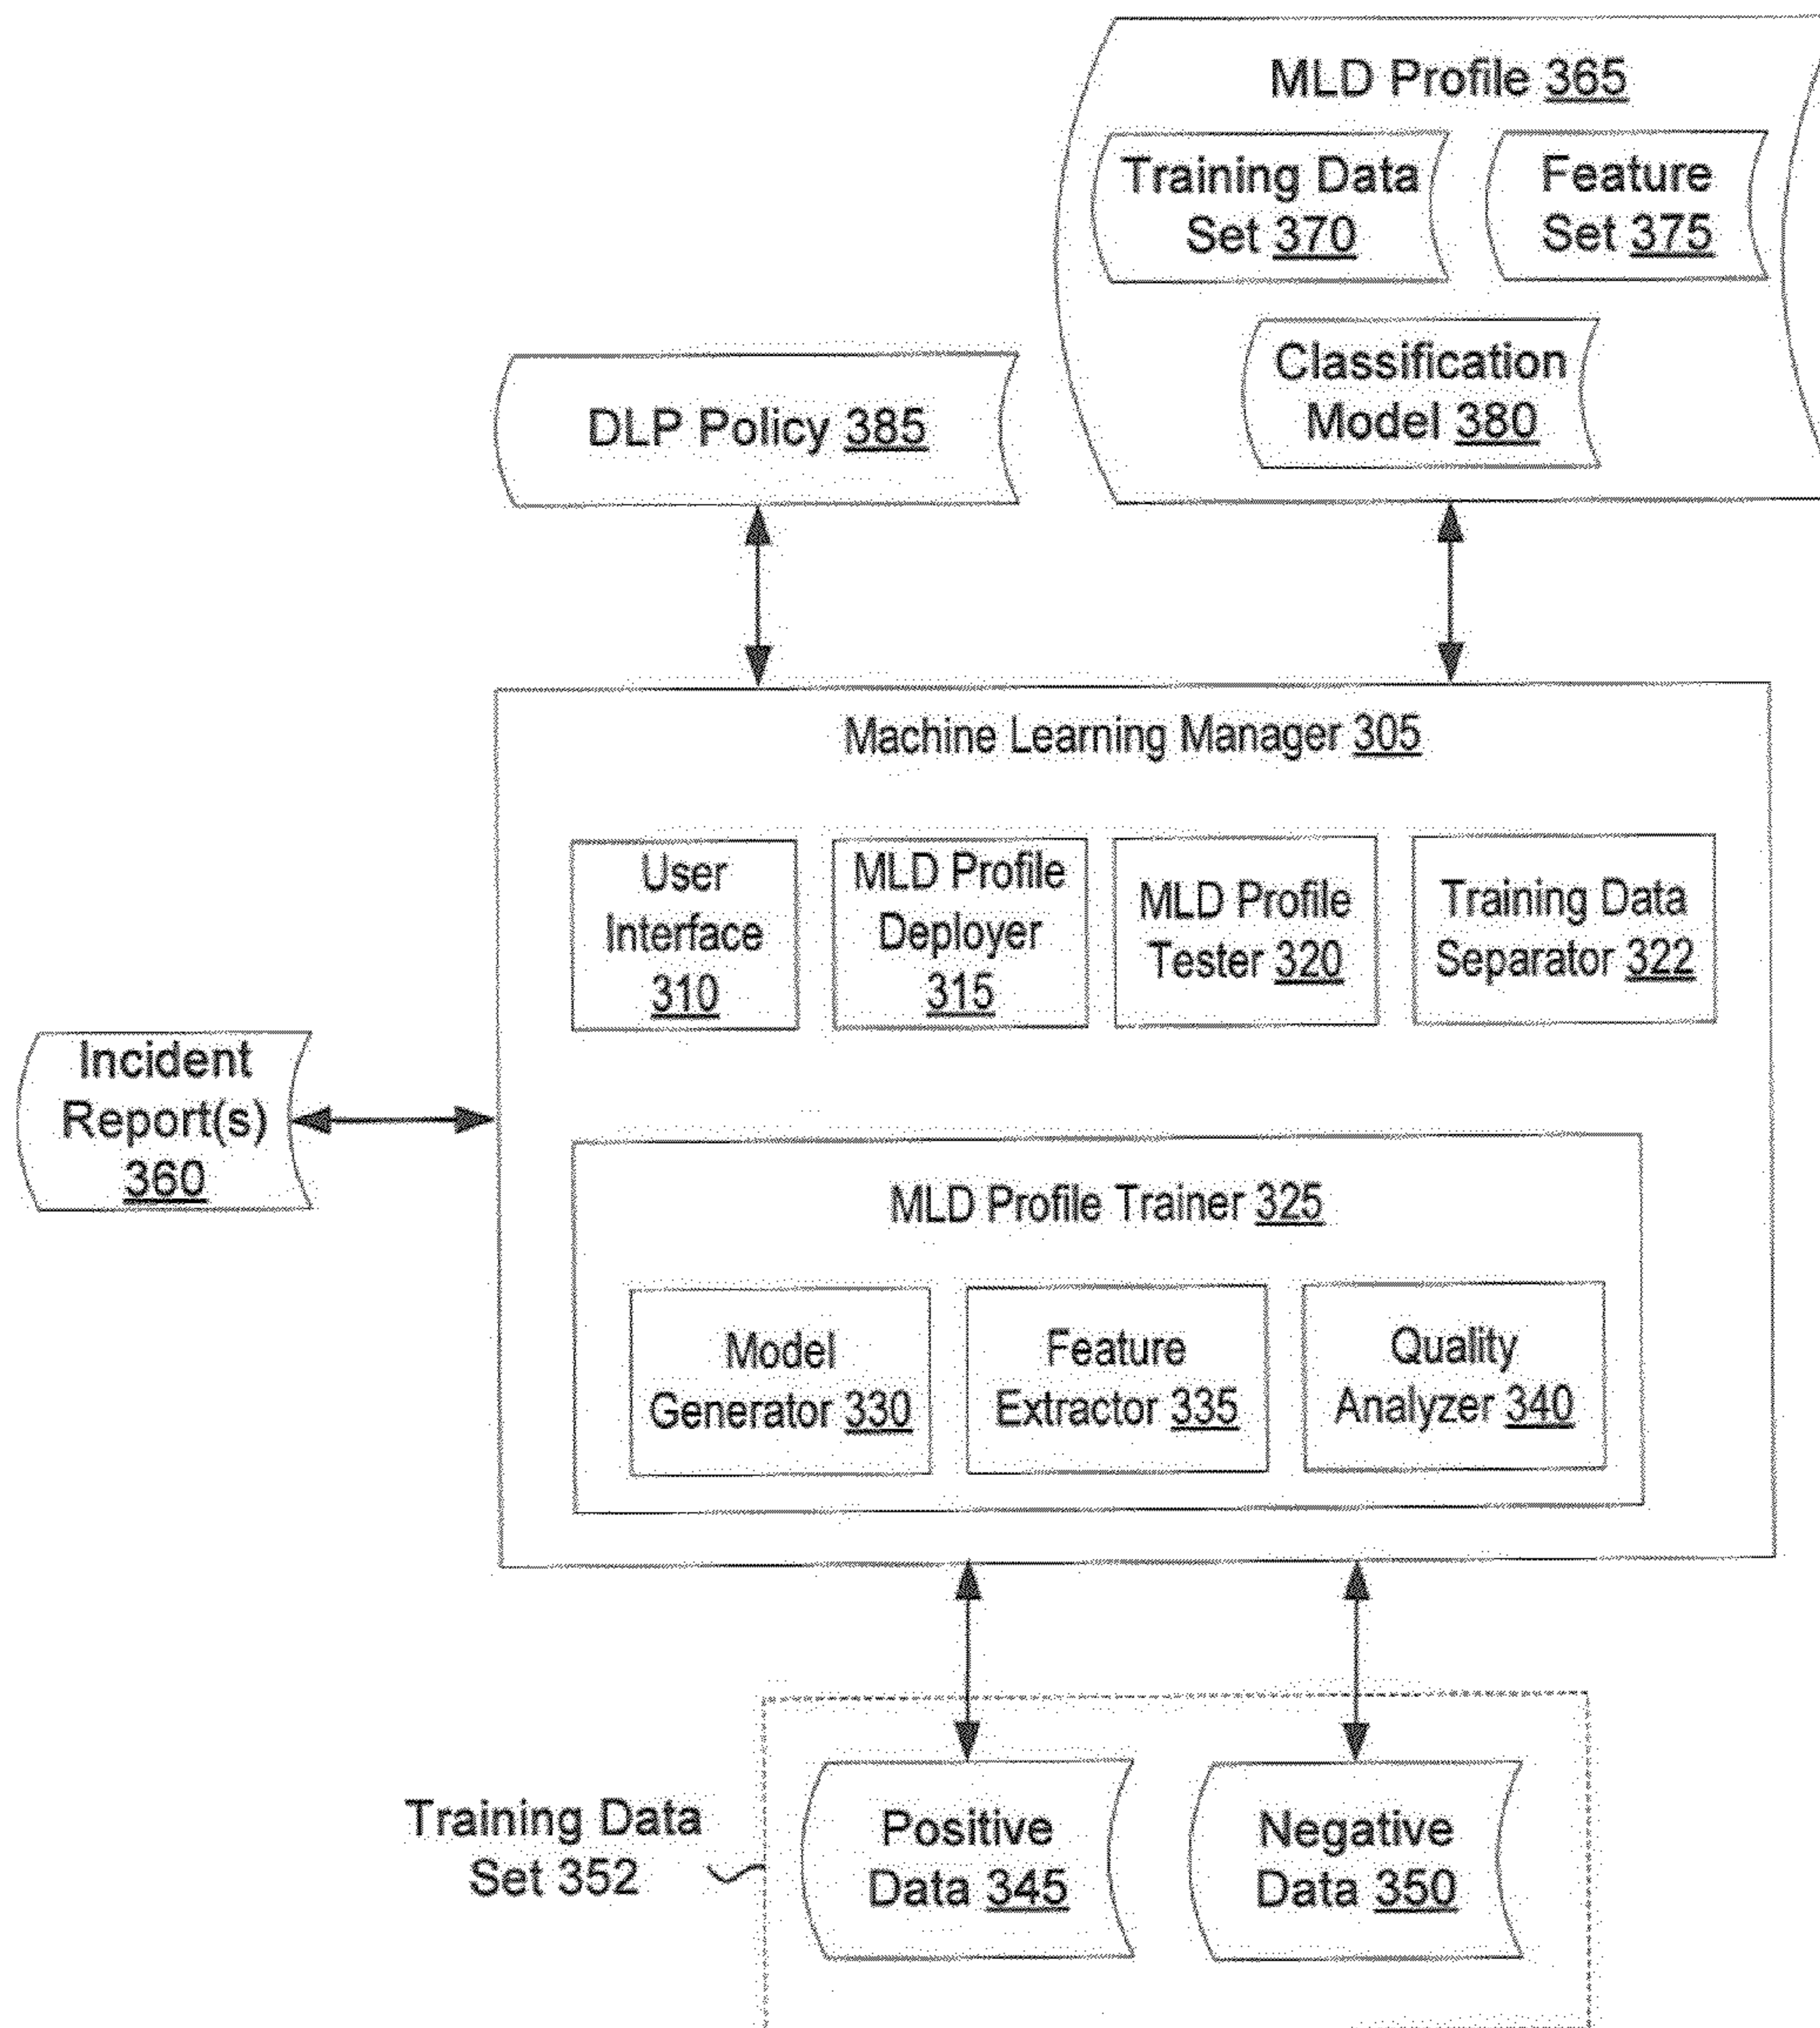 MLD Profile 365
Training Data
Set 370
Feature
Set 375
Classification
Model 380
DLP Policy 385
Machine Learning Manager 305
User
Interface
310
MLD Profile
Deployer
315
MLD Profile
Tester 320
Training Data
Separator 322
Incident
Report(s)
360
MLD Profile Trainer 325
Model
Generator 330
Feature
Extractor 335
Quality
Analyzer 340
Training Data
Set 352
Positive
Data 345
Negative
Data 350